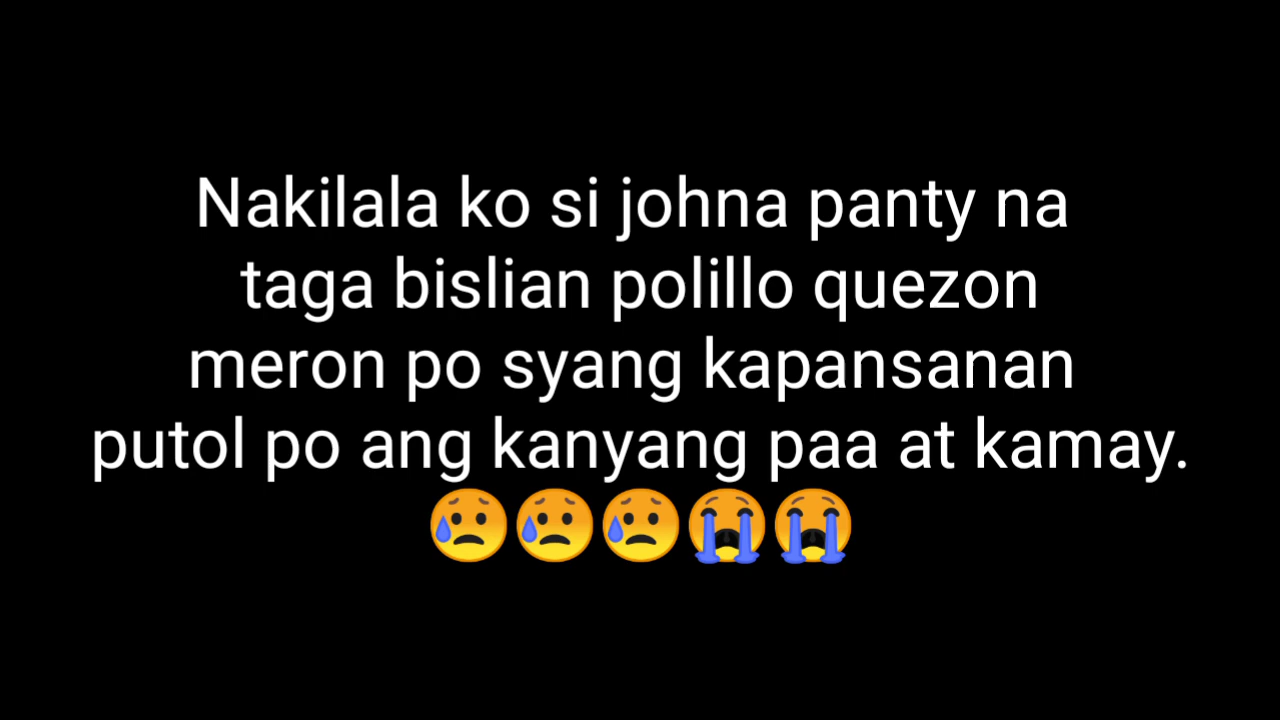 Nakilala ko si johna panty na
taga bislian polillo quezon
meron po syang kapansanan
putol po ang kanyang paa at kamay.
😥😥😥😭😭